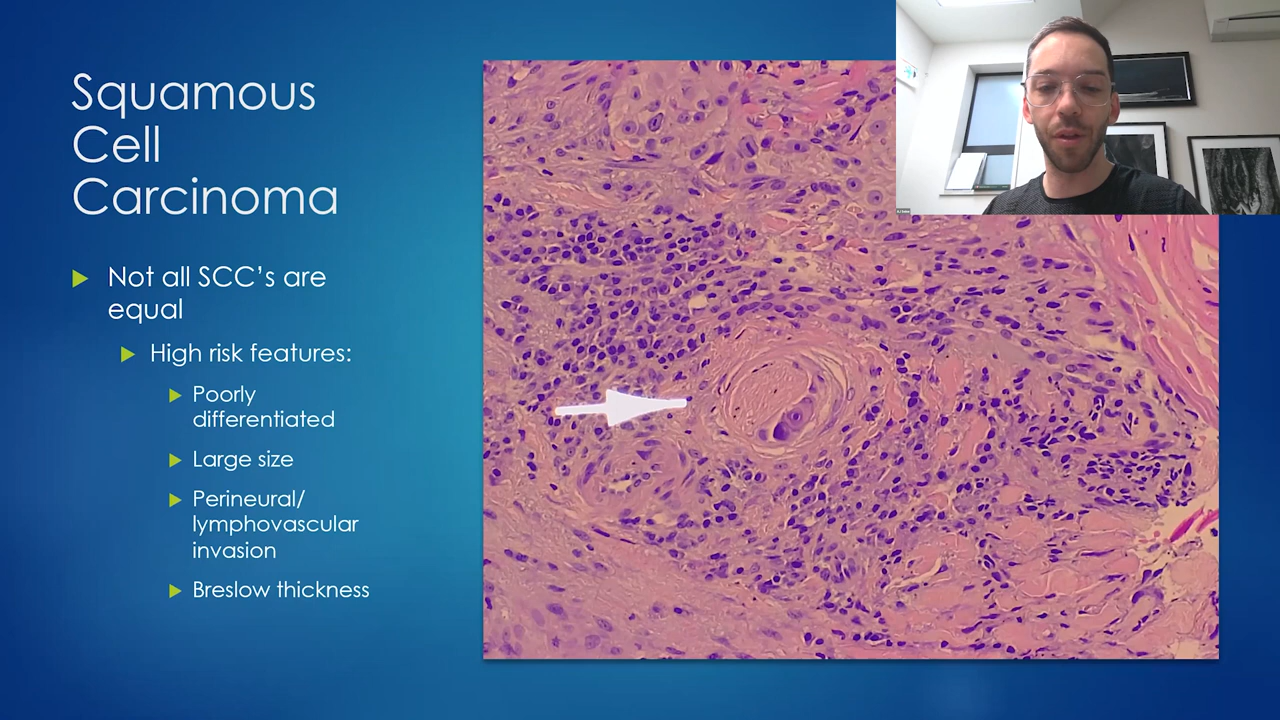 Squamous
Cell
Carcinoma
Not all SCC's are
equal
High risk features:
Poorly
differentiated
Large size
Perineural/
lymphovascular
invasion
Breslow thickness